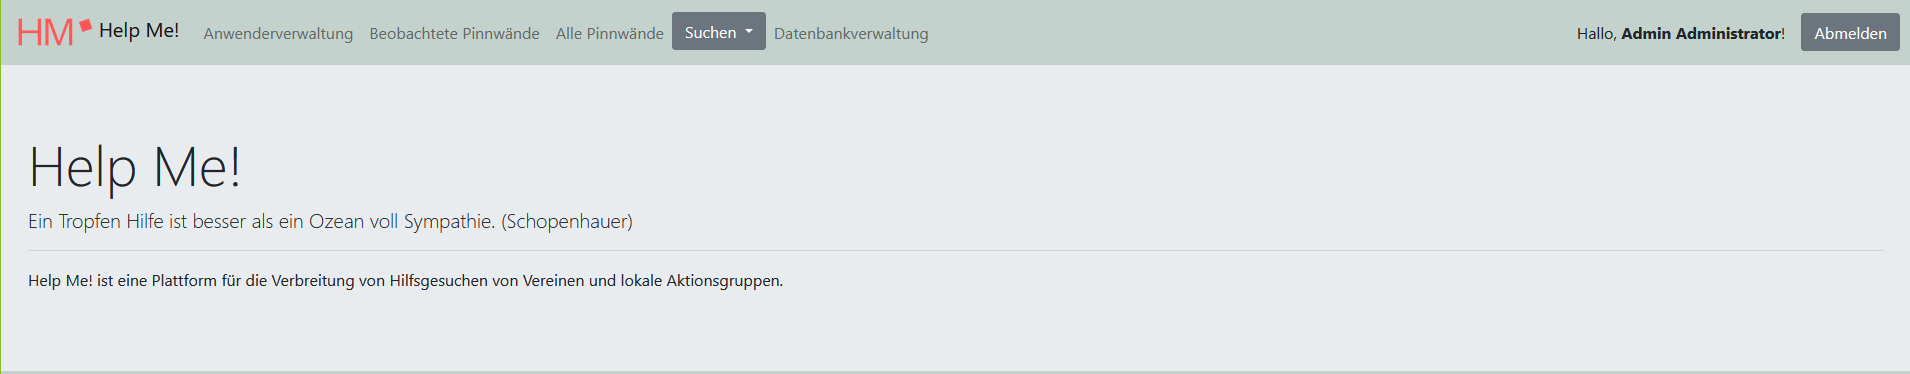 HM Help Me! Anwenderverwaltung Beobachtete Pinnwände Alle Pinnwände Suchen Datenbankverwaltung Hallo, Admin Administrator! Abmelden
Help Me!
Ein Tropfen Hilfe ist besser als ein Ozean voll Sympathie. (Schopenhauer)
Help Me! ist eine Plattform für die Verbreitung von Hilfsgesuchen von Vereinen und lokale Aktionsgruppen.